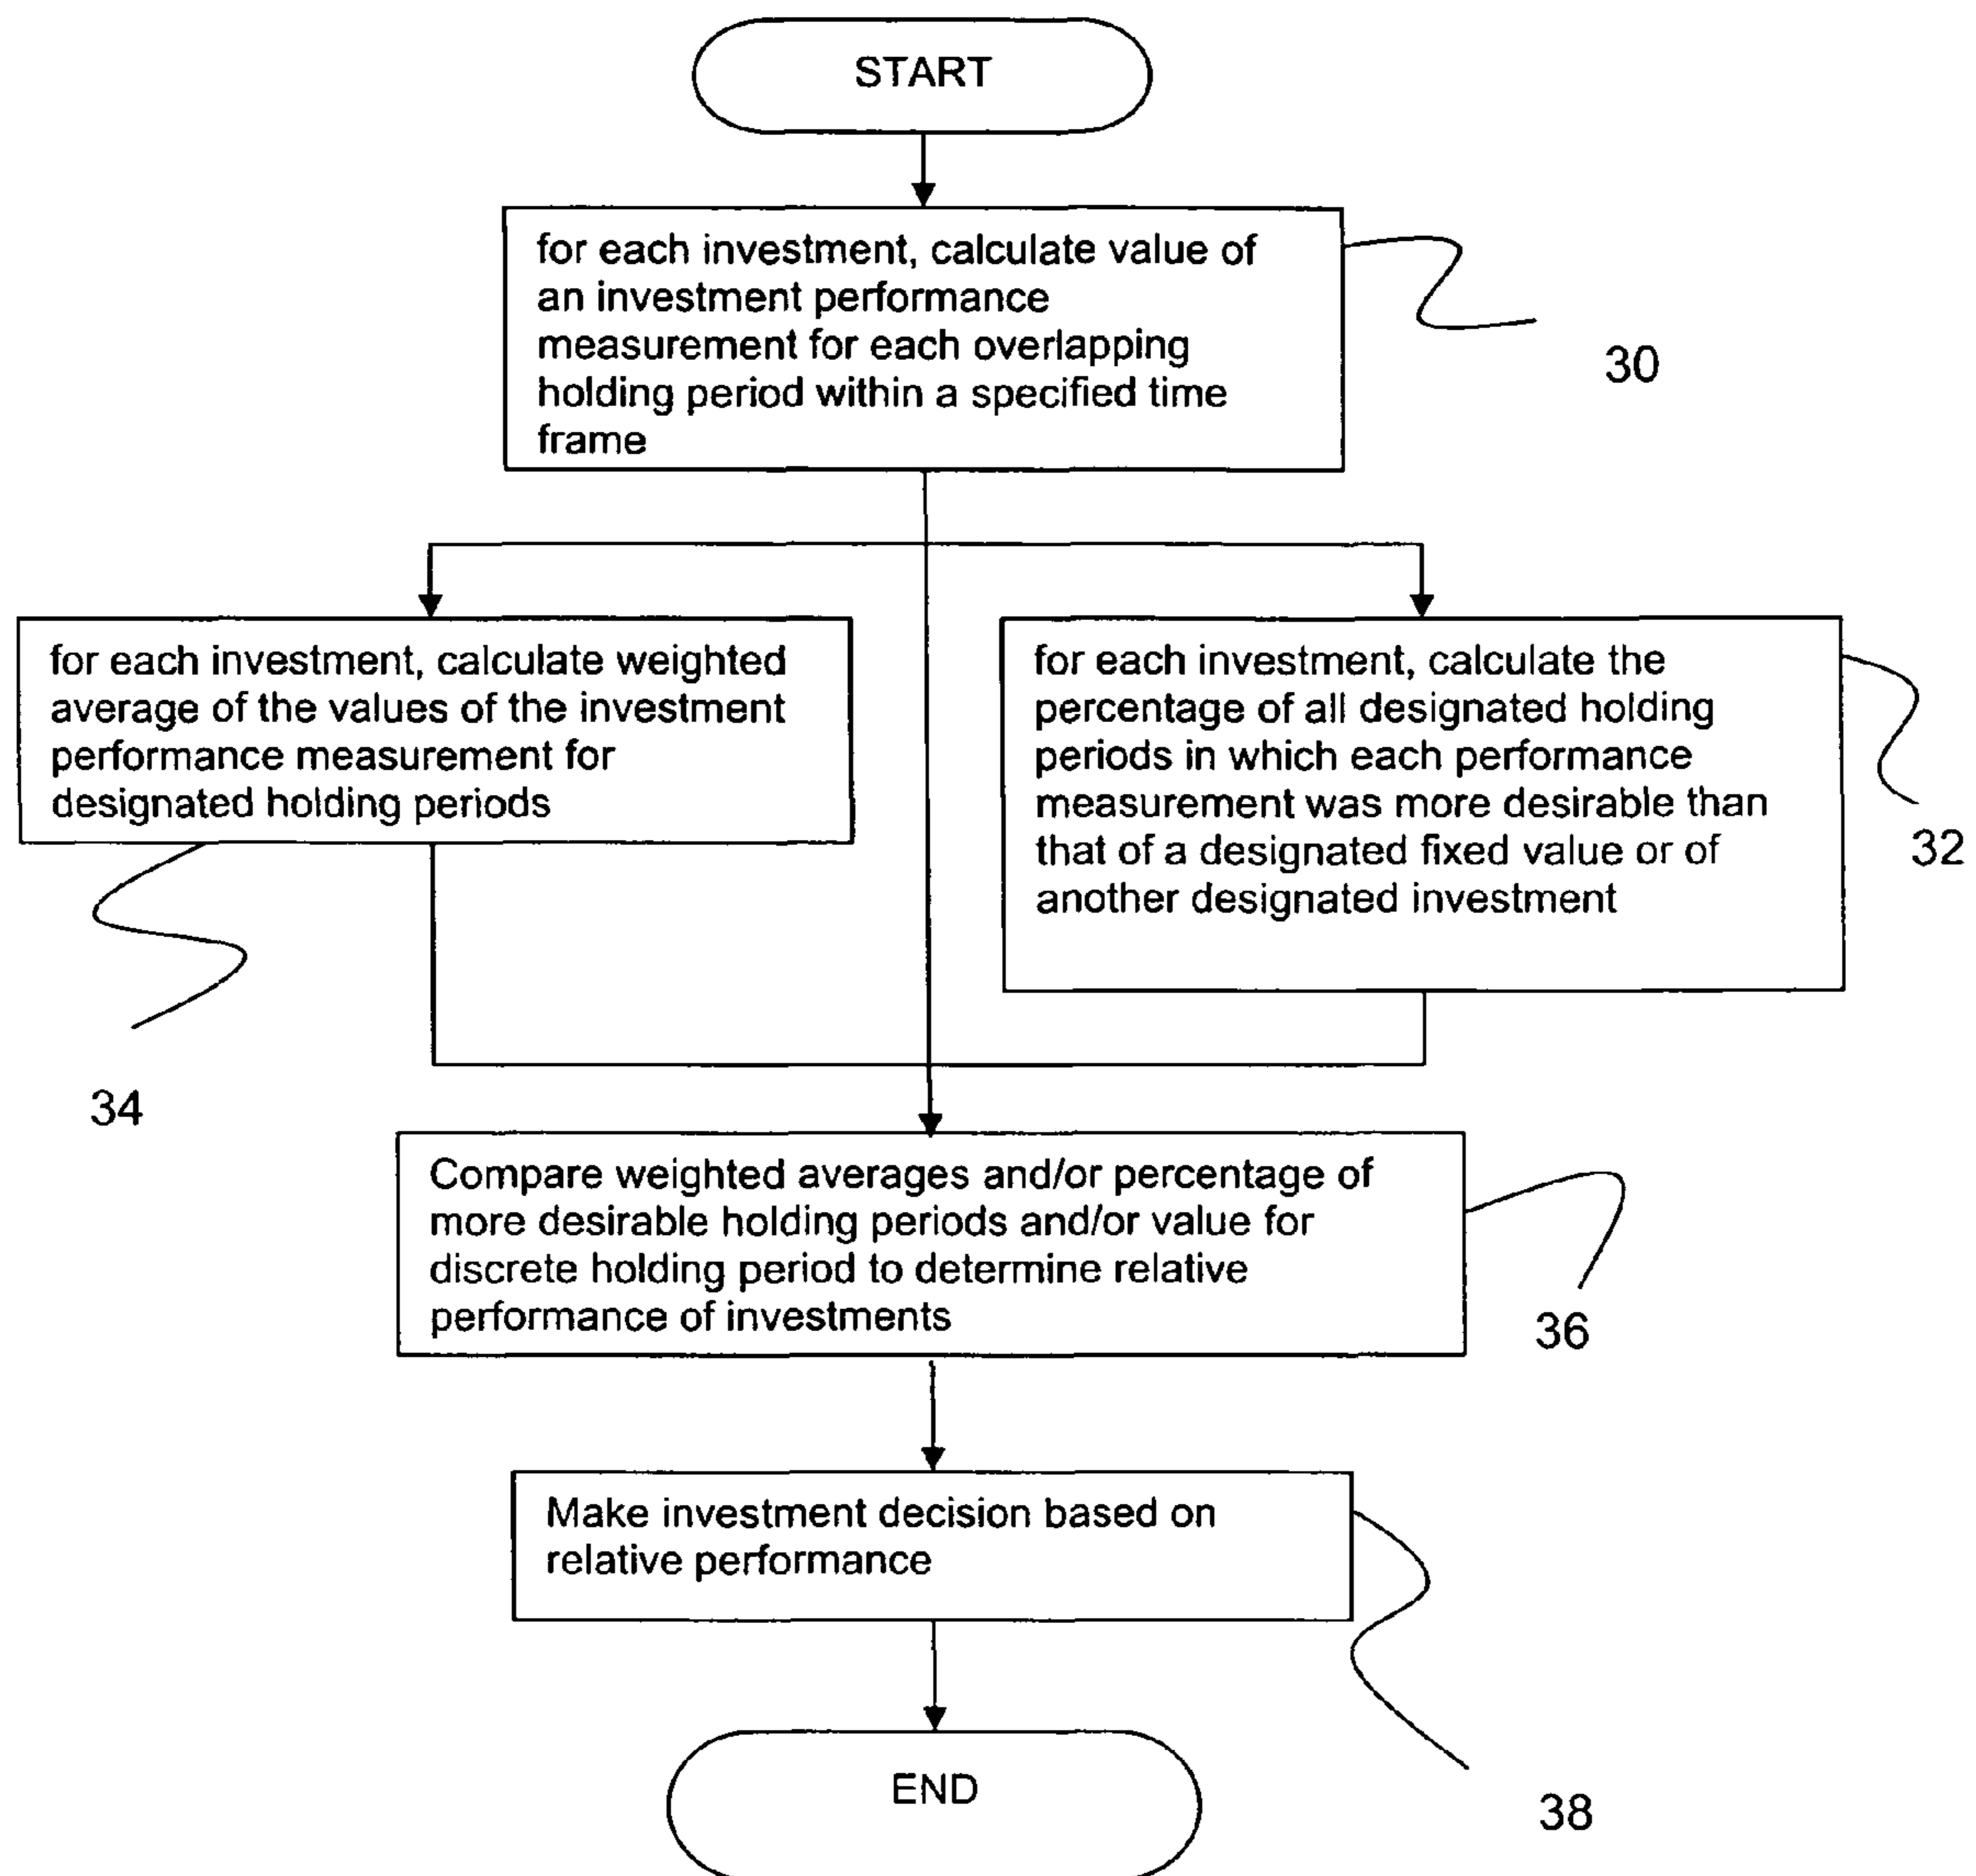 START
for each investment, calculate value of
an investment performance
measurement for each overlapping
holding period within a specified time
frame
30
for each investment, calculate weighted
average of the values of the investment
performance measurement for
designated holding periods
34
for each investment, calculate the
percentage of all designated holding
periods in which each performance
measurement was more desirable than
that of a designated fixed value or of
another designated investment
32
Compare weighted averages and/or percentage of
more desirable holding periods and/or value for
discrete holding period to determine relative
performance of investments
36
Make investment decision based on
relative performance
38
END